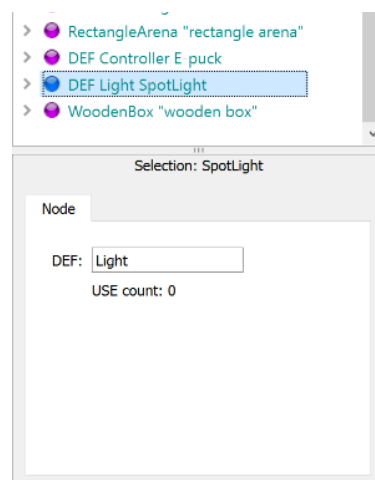 RectangleArena "rectangle arena"
DEF Controller E-puck
DEF Light SpotLight
WoodenBox "wooden box"
Selection: SpotLight
Node
DEF: Light
USE count: 0